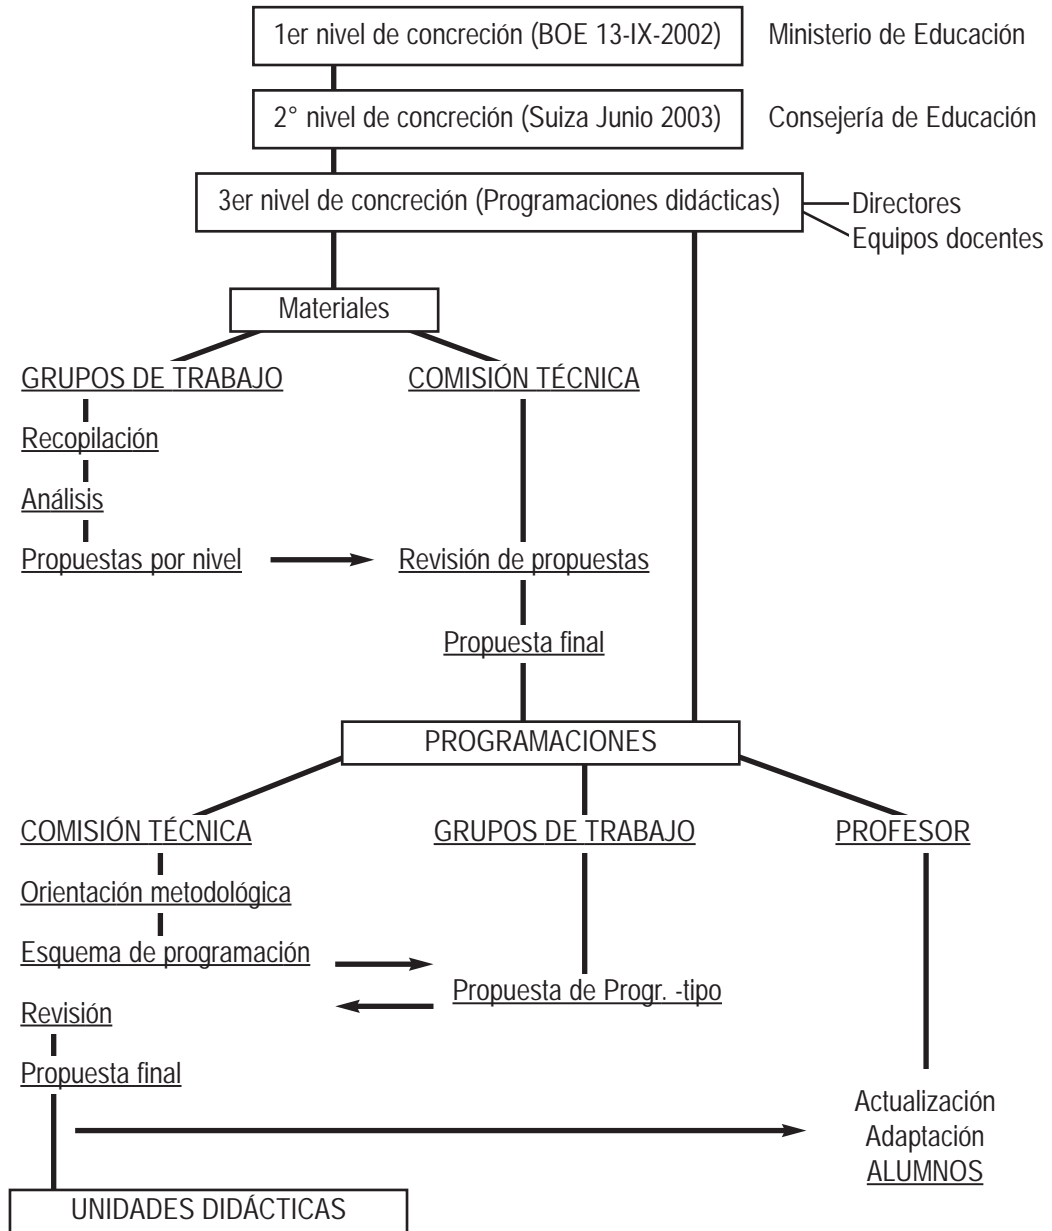 1er nivel de concreción (BOE 13-IX-2002) Ministerio de Educación
2° nivel de concreción (Suiza Junio 2003) Consejería de Educación
3er nivel de concreción (Programaciones didácticas)
Directores
Equipos docentes
Materiales
GRUPOS DE TRABAJO COMISIÓN TÉCNICA
Recopilación
Análisis
Propuestas por nivel Revisión de propuestas
Propuesta final
PROGRAMACIONES
COMISIÓN TÉCNICA GRUPOS DE TRABAJO PROFESOR
Orientación metodológica
Esquema de programación
Propuesta de Progr. -tipo
Revisión
Propuesta final
Actualización
Adaptación
ALUMNOS
UNIDADES DIDÁCTICAS